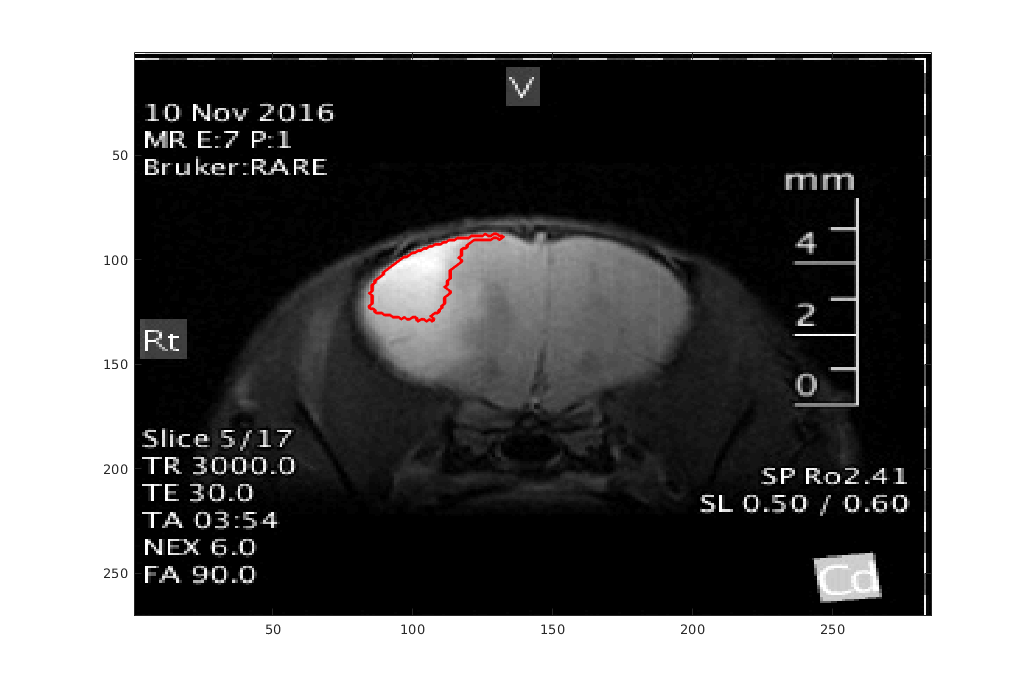 V
10 Nov 2016
MR E:7 P:1
Bruker:RARE
mm
4
2
0
Rt
Slice 5/17
TR 3000.0
TE 30.0
TA 03:54
NEX 6.0
FA 90.0
SP Ro2.41
SL 0.50 / 0.60
Cd
50
100
150
200
250
50
100
150
200
250